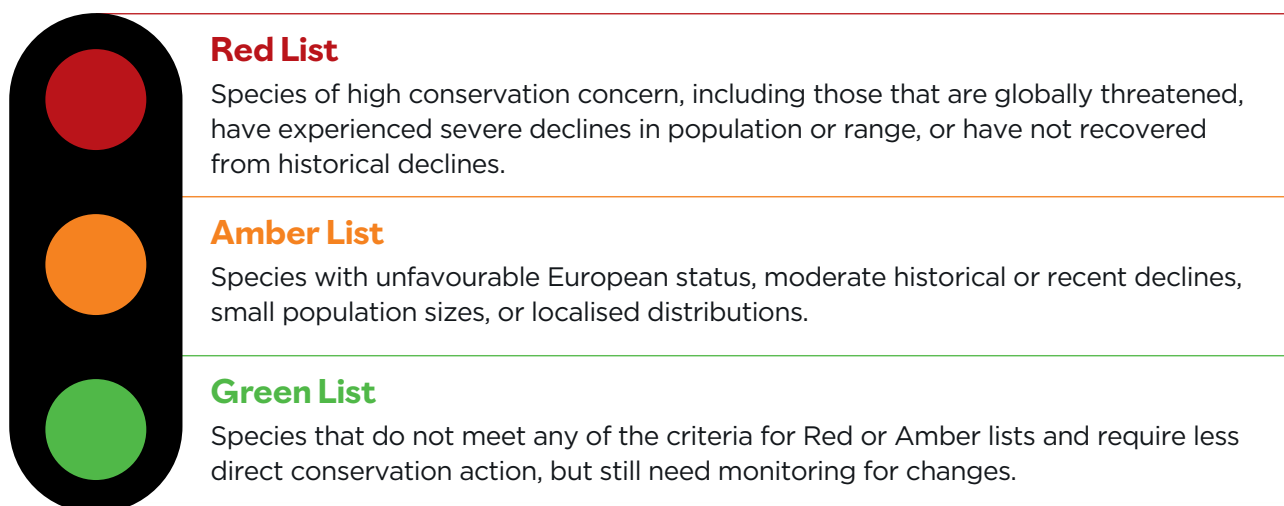 Red List
Species of high conservation concern, including those that are globally threatened,
have experienced severe declines in population or range, or have not recovered
from historical declines.
Amber List
Species with unfavourable European status, moderate historical or recent declines,
small population sizes, or localised distributions.
Green List
Species that do not meet any of the criteria for Red or Amber lists and require less
direct conservation action, but still need monitoring for changes.